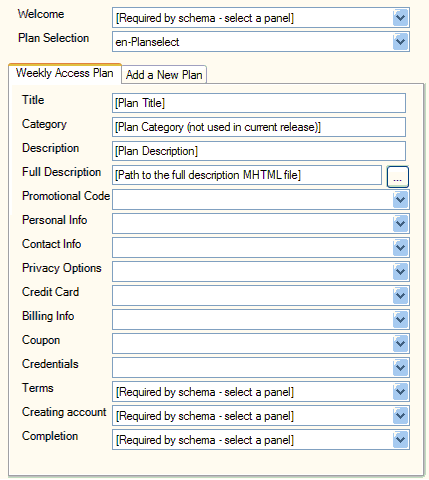 Welcome [Required by schema - select a panel]
Plan Selection en-Planselect
Weekly Access Plan Add a New Plan
Title [Plan Title]
Category [Plan Category (not used in current release)]
Description [Plan Description]
Full Description [Path to the full description MHTML file] ...
Promotional Code
Personal Info
Contact Info
Privacy Options
Credit Card
Billing Info
Coupon
Credentials
Terms [Required by schema - select a panel]
Creating account [Required by schema - select a panel]
Completion [Required by schema - select a panel]